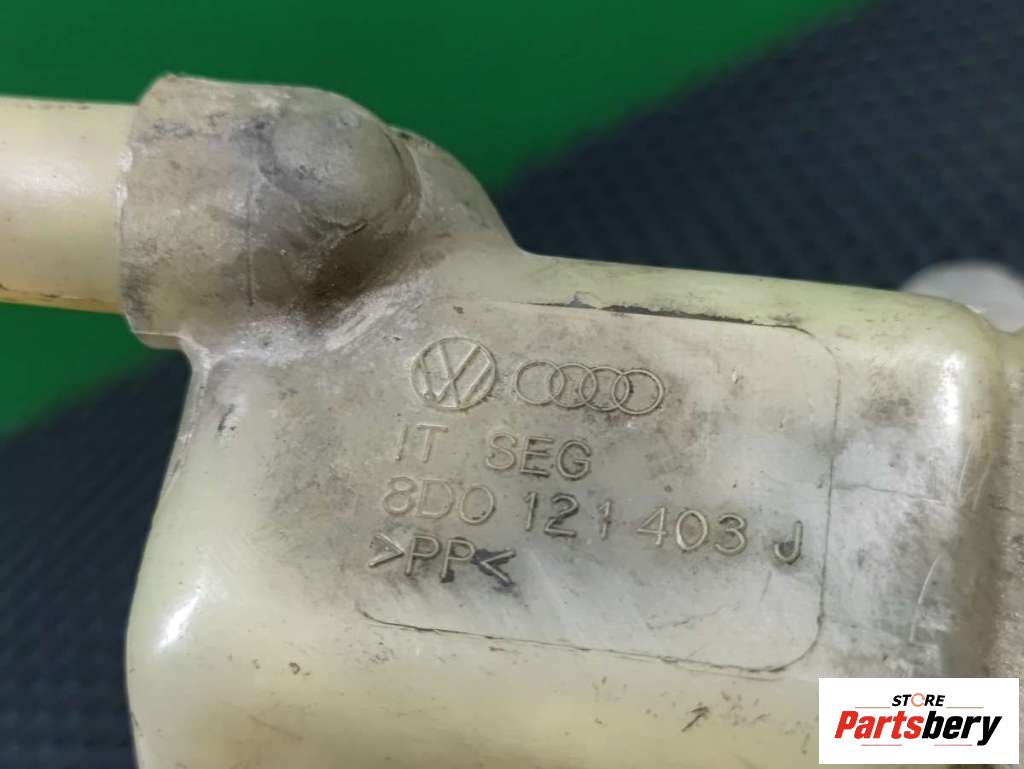 IT SEG
8D0 121 403 J
>PP<
STORE
Partsbery